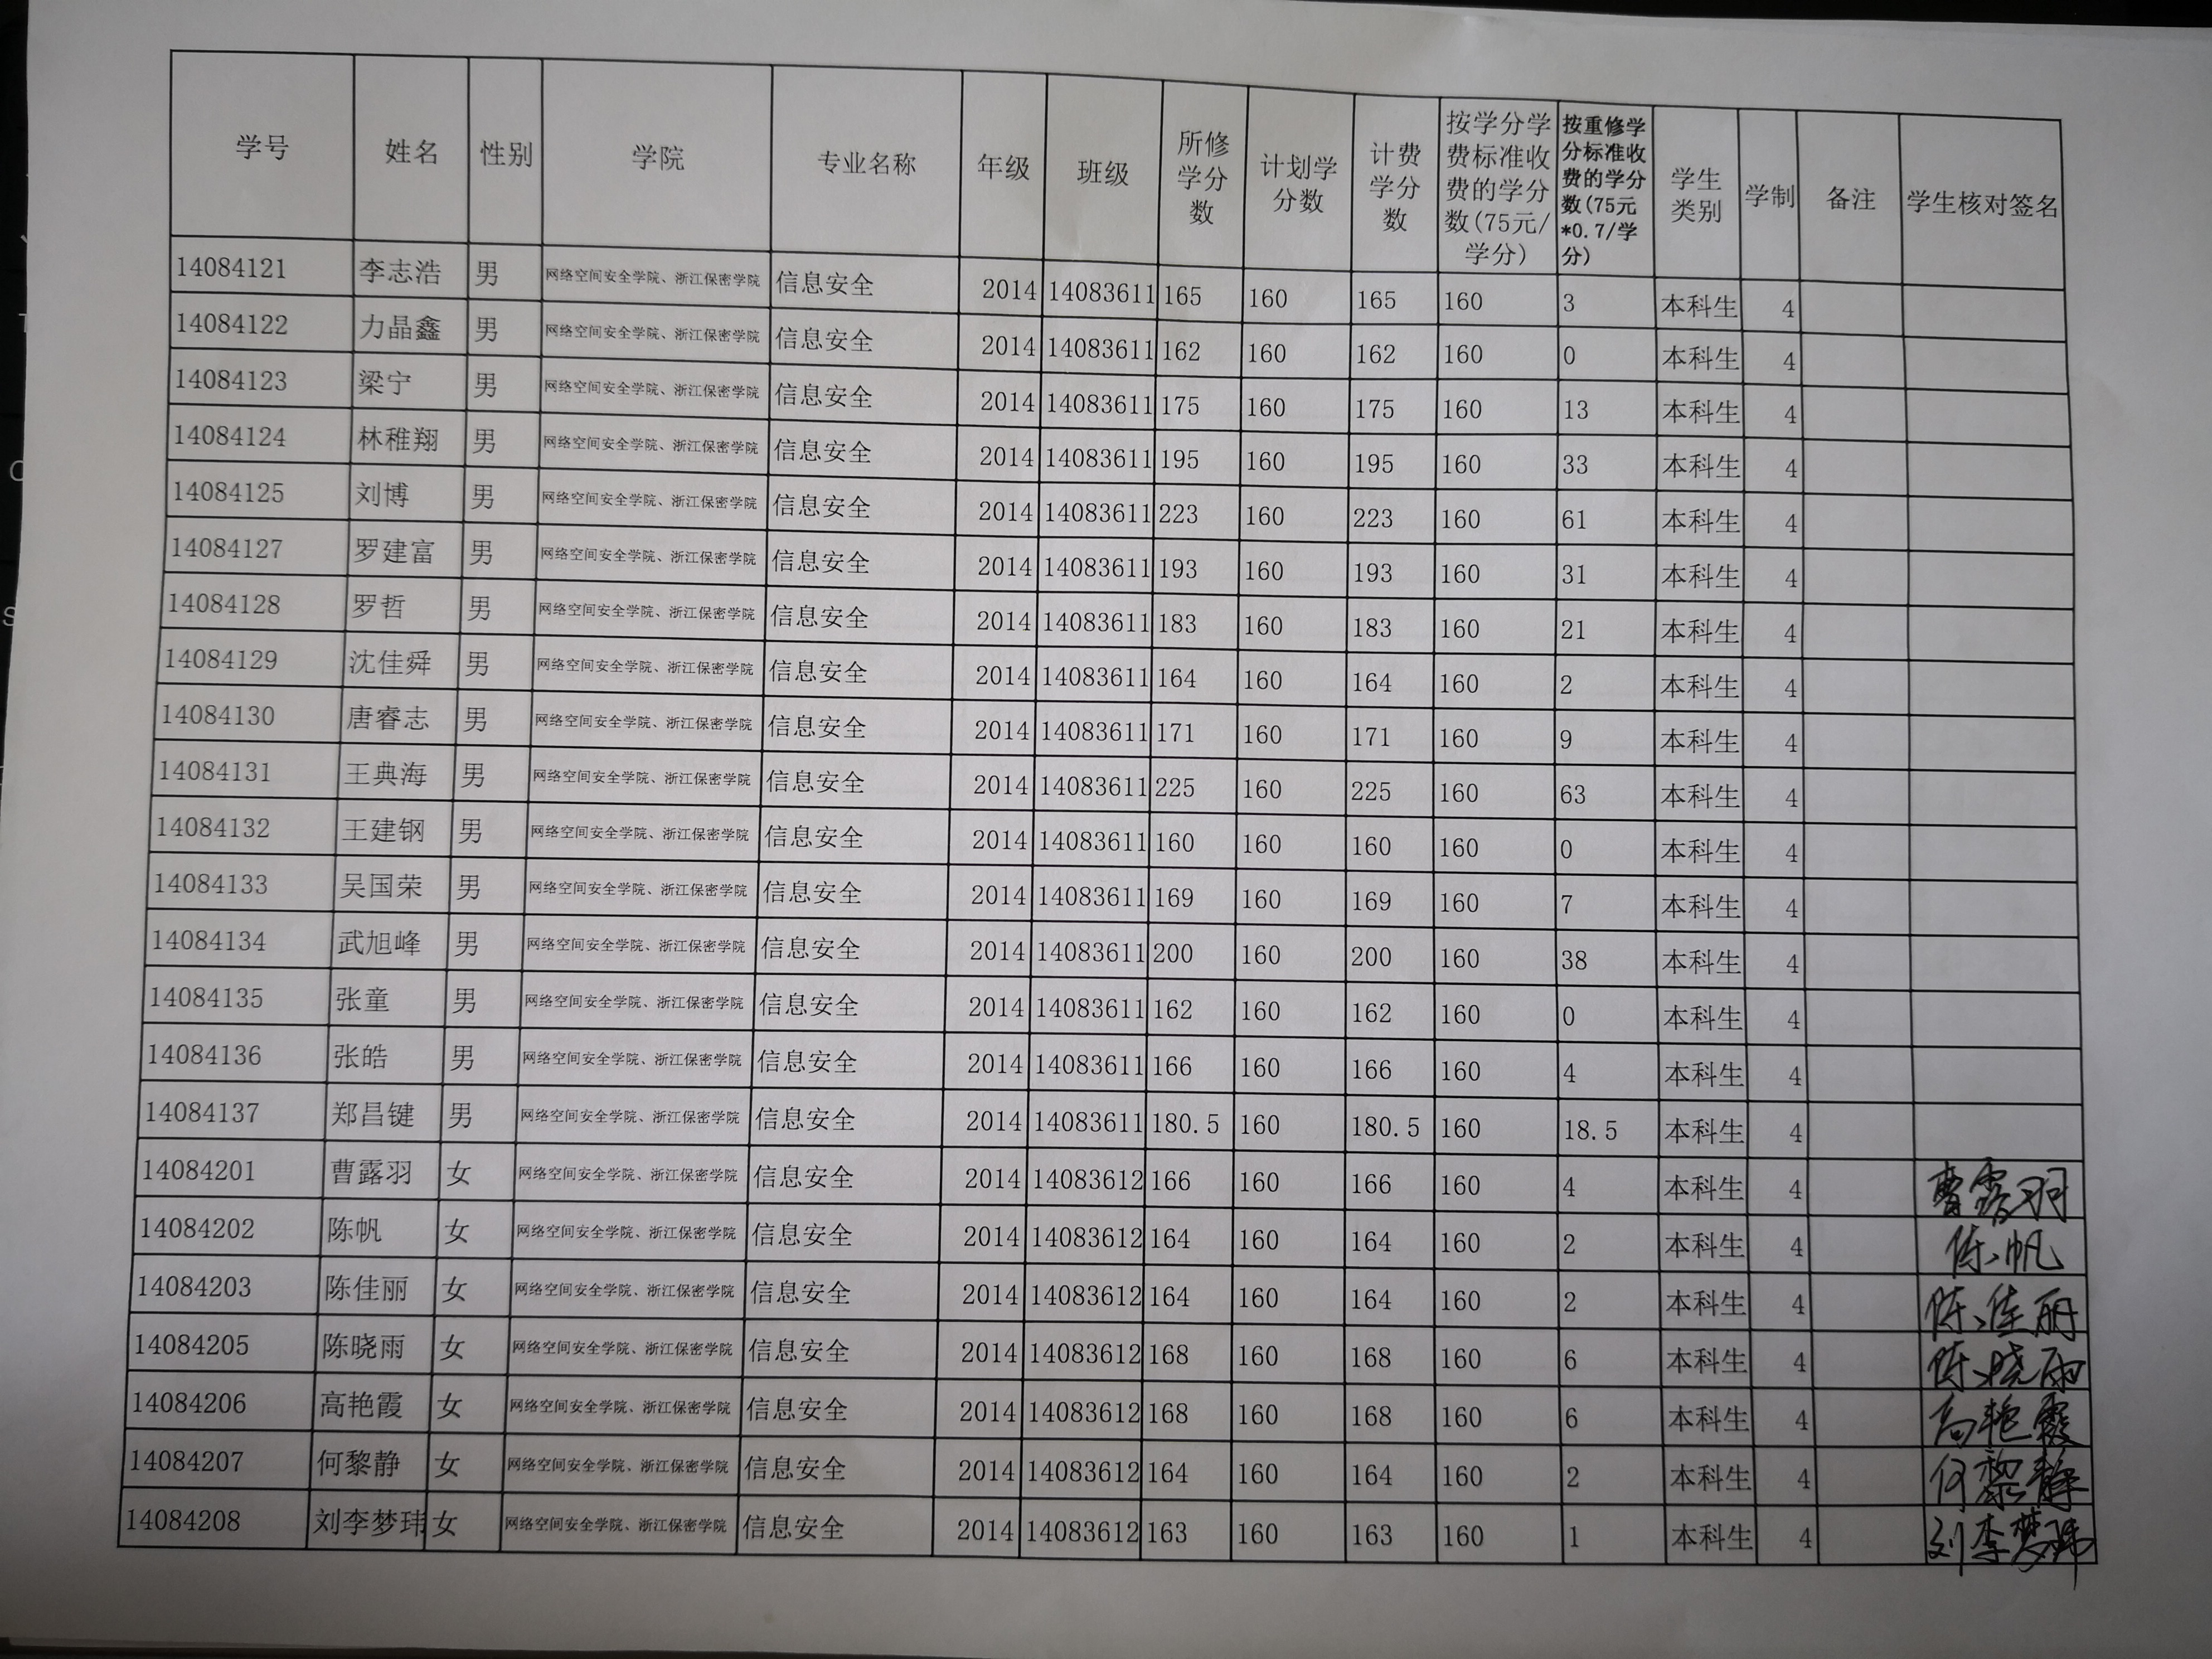 学号 姓名 性别 学院 专业名称 年级 班级 所修学分数 计划学分数 计费学分数 按学分学费标准收费的学分数(75元/学分) 按重修学分标准收费的学分数(75元*0.7/学分) 学生类别 学制 备注 学生核对签名
14084121 李志浩 男 网络空间安全学院、浙江保密学院 信息安全 2014 14083611 165 160 165 160 3 本科生 4
14084122 力晶鑫 男 网络空间安全学院、浙江保密学院 信息安全 2014 14083611 162 160 162 160 0 本科生 4
14084123 梁宁 男 网络空间安全学院、浙江保密学院 信息安全 2014 14083611 175 160 175 160 13 本科生 4
14084124 林稚翔 男 网络空间安全学院、浙江保密学院 信息安全 2014 14083611 195 160 195 160 33 本科生 4
14084125 刘博 男 网络空间安全学院、浙江保密学院 信息安全 2014 14083611 223 160 223 160 61 本科生 4
14084127 罗建富 男 网络空间安全学院、浙江保密学院 信息安全 2014 14083611 193 160 193 160 31 本科生 4
14084128 罗哲 男 网络空间安全学院、浙江保密学院 信息安全 2014 14083611 183 160 183 160 21 本科生 4
14084129 沈佳舜 男 网络空间安全学院、浙江保密学院 信息安全 2014 14083611 164 160 164 160 2 本科生 4
14084130 唐睿志 男 网络空间安全学院、浙江保密学院 信息安全 2014 14083611 171 160 171 160 9 本科生 4
14084131 王典海 男 网络空间安全学院、浙江保密学院 信息安全 2014 14083611 225 160 225 160 63 本科生 4
14084132 王建钢 男 网络空间安全学院、浙江保密学院 信息安全 2014 14083611 160 160 160 160 0 本科生 4
14084133 吴国荣 男 网络空间安全学院、浙江保密学院 信息安全 2014 14083611 169 160 169 160 7 本科生 4
14084134 武旭峰 男 网络空间安全学院、浙江保密学院 信息安全 2014 14083611 200 160 200 160 38 本科生 4
14084135 张童 男 网络空间安全学院、浙江保密学院 信息安全 2014 14083611 162 160 162 160 0 本科生 4
14084136 张皓 男 网络空间安全学院、浙江保密学院 信息安全 2014 14083611 166 160 166 160 4 本科生 4
14084137 郑昌键 男 网络空间安全学院、浙江保密学院 信息安全 2014 14083611 180.5 160 180.5 160 18.5 本科生 4
14084201 曹露羽 女 网络空间安全学院、浙江保密学院 信息安全 2014 14083612 166 160 166 160 4 本科生 4 曹露羽
14084202 陈帆 女 网络空间安全学院、浙江保密学院 信息安全 2014 14083612 164 160 164 160 2 本科生 4 陈帆
14084203 陈佳丽 女 网络空间安全学院、浙江保密学院 信息安全 2014 14083612 164 160 164 160 2 本科生 4 陈佳丽
14084205 陈晓雨 女 网络空间安全学院、浙江保密学院 信息安全 2014 14083612 168 160 168 160 6 本科生 4 陈晓雨
14084206 高艳霞 女 网络空间安全学院、浙江保密学院 信息安全 2014 14083612 168 160 168 160 6 本科生 4 高艳霞
14084207 何黎静 女 网络空间安全学院、浙江保密学院 信息安全 2014 14083612 164 160 164 160 2 本科生 4 何黎静
14084208 刘李梦玮 女 网络空间安全学院、浙江保密学院 信息安全 2014 14083612 163 160 163 160 1 本科生 4 刘李梦玮